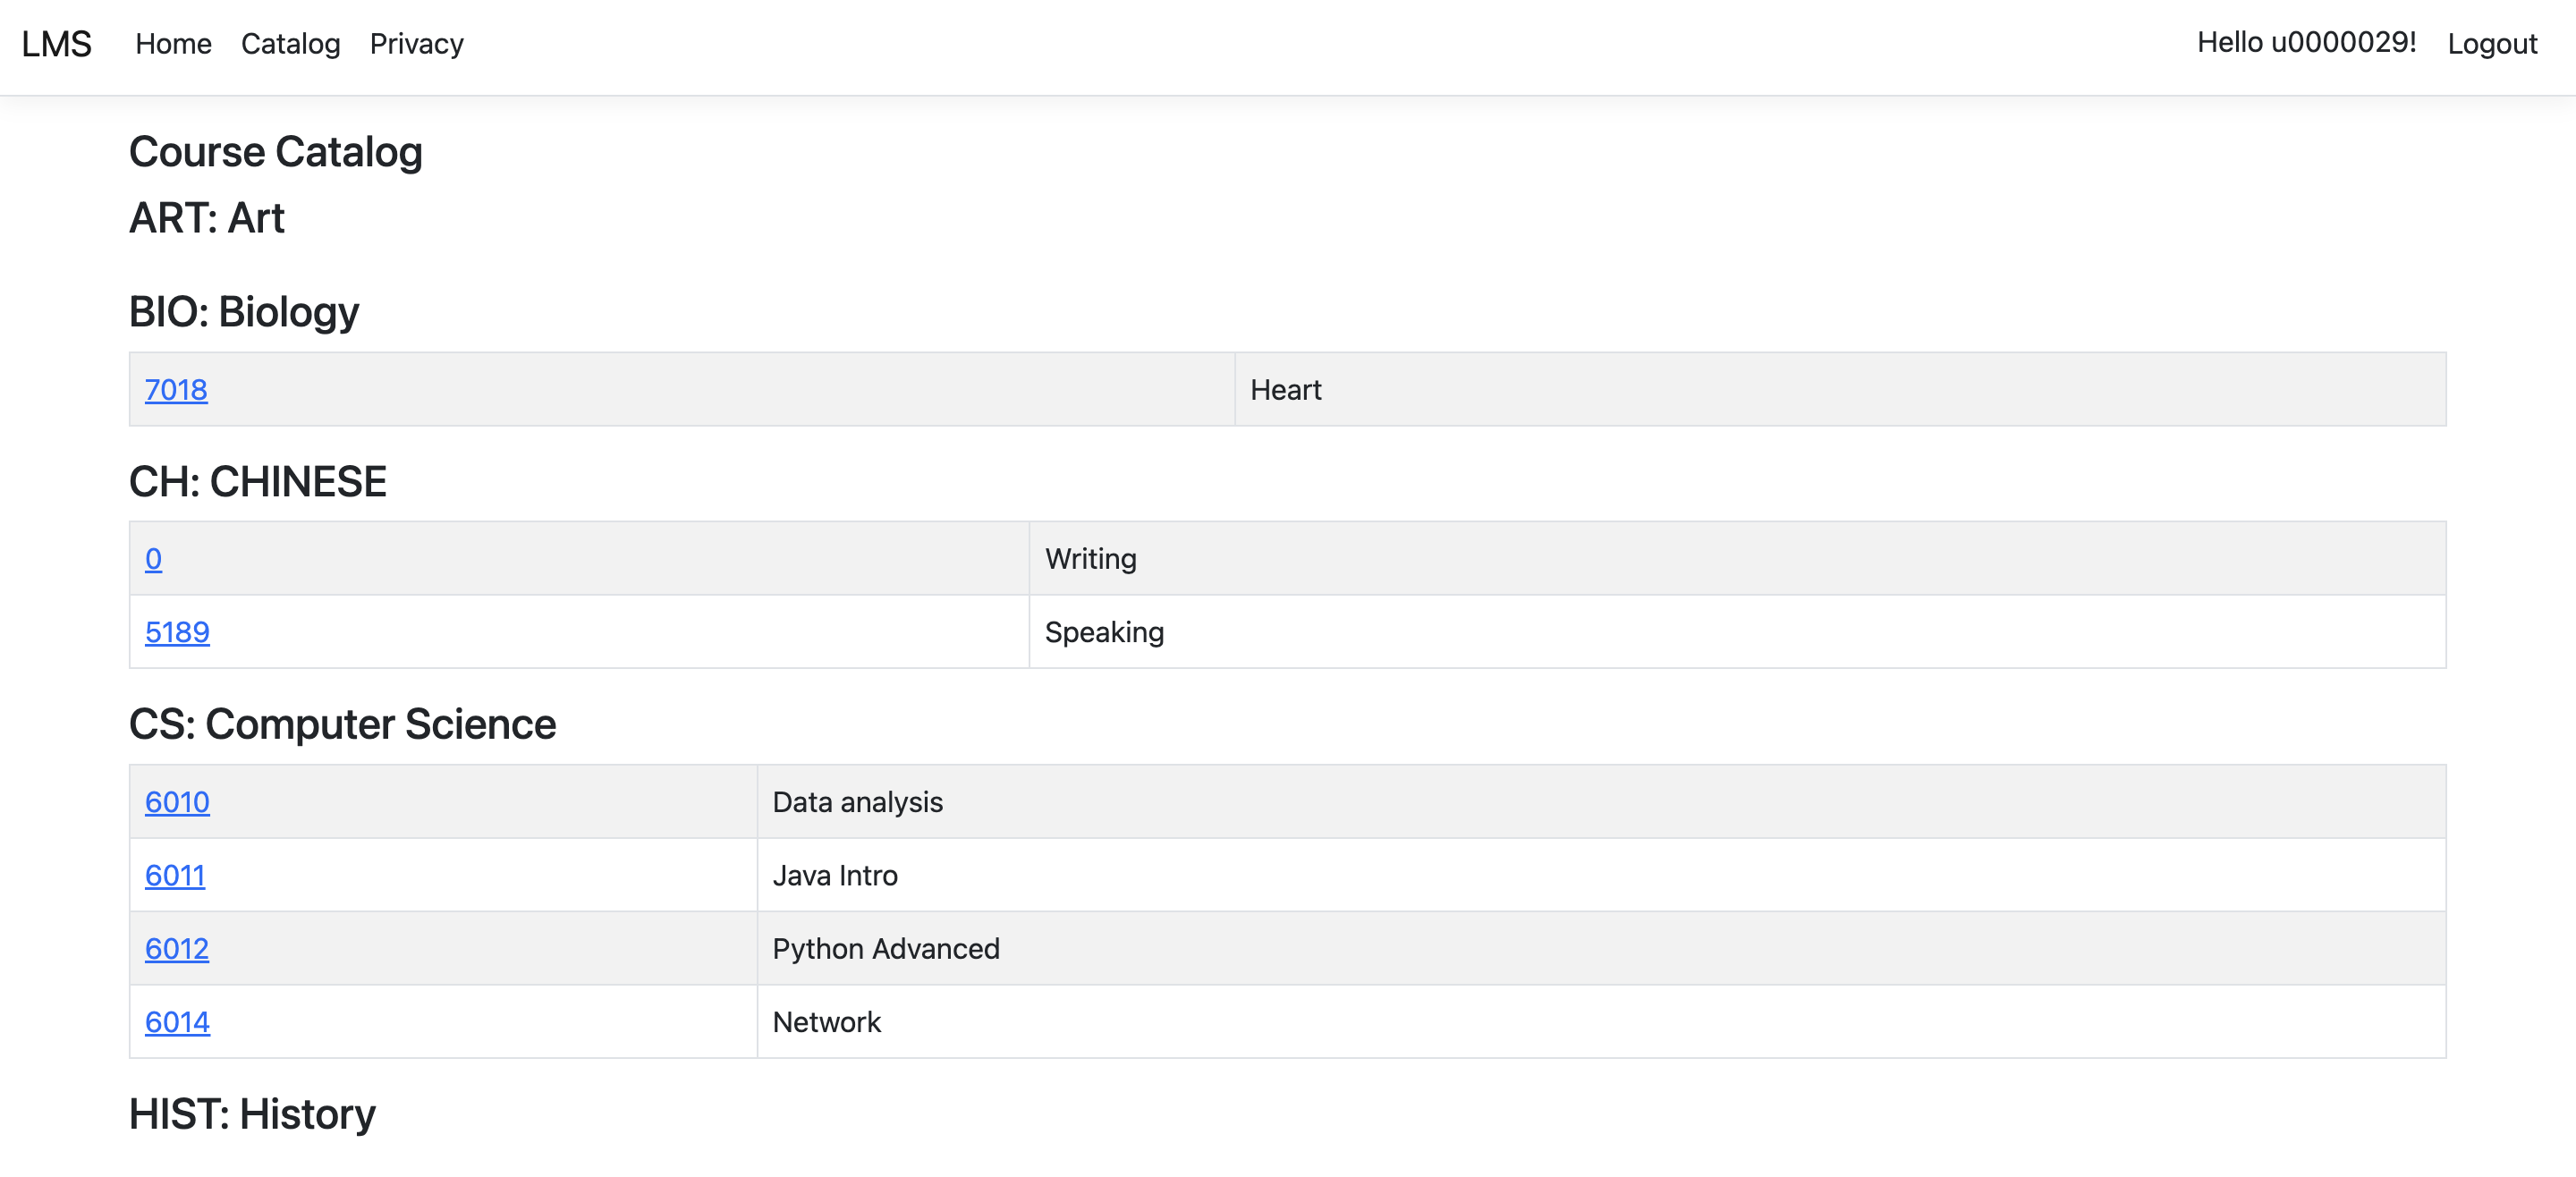 LMS Home Catalog Privacy Hello u0000029! Logout
Course Catalog
ART: Art
BIO: Biology
7018 Heart
CH: CHINESE
0 Writing
5189 Speaking
CS: Computer Science
6010 Data analysis
6011 Java Intro
6012 Python Advanced
6014 Network
HIST: History